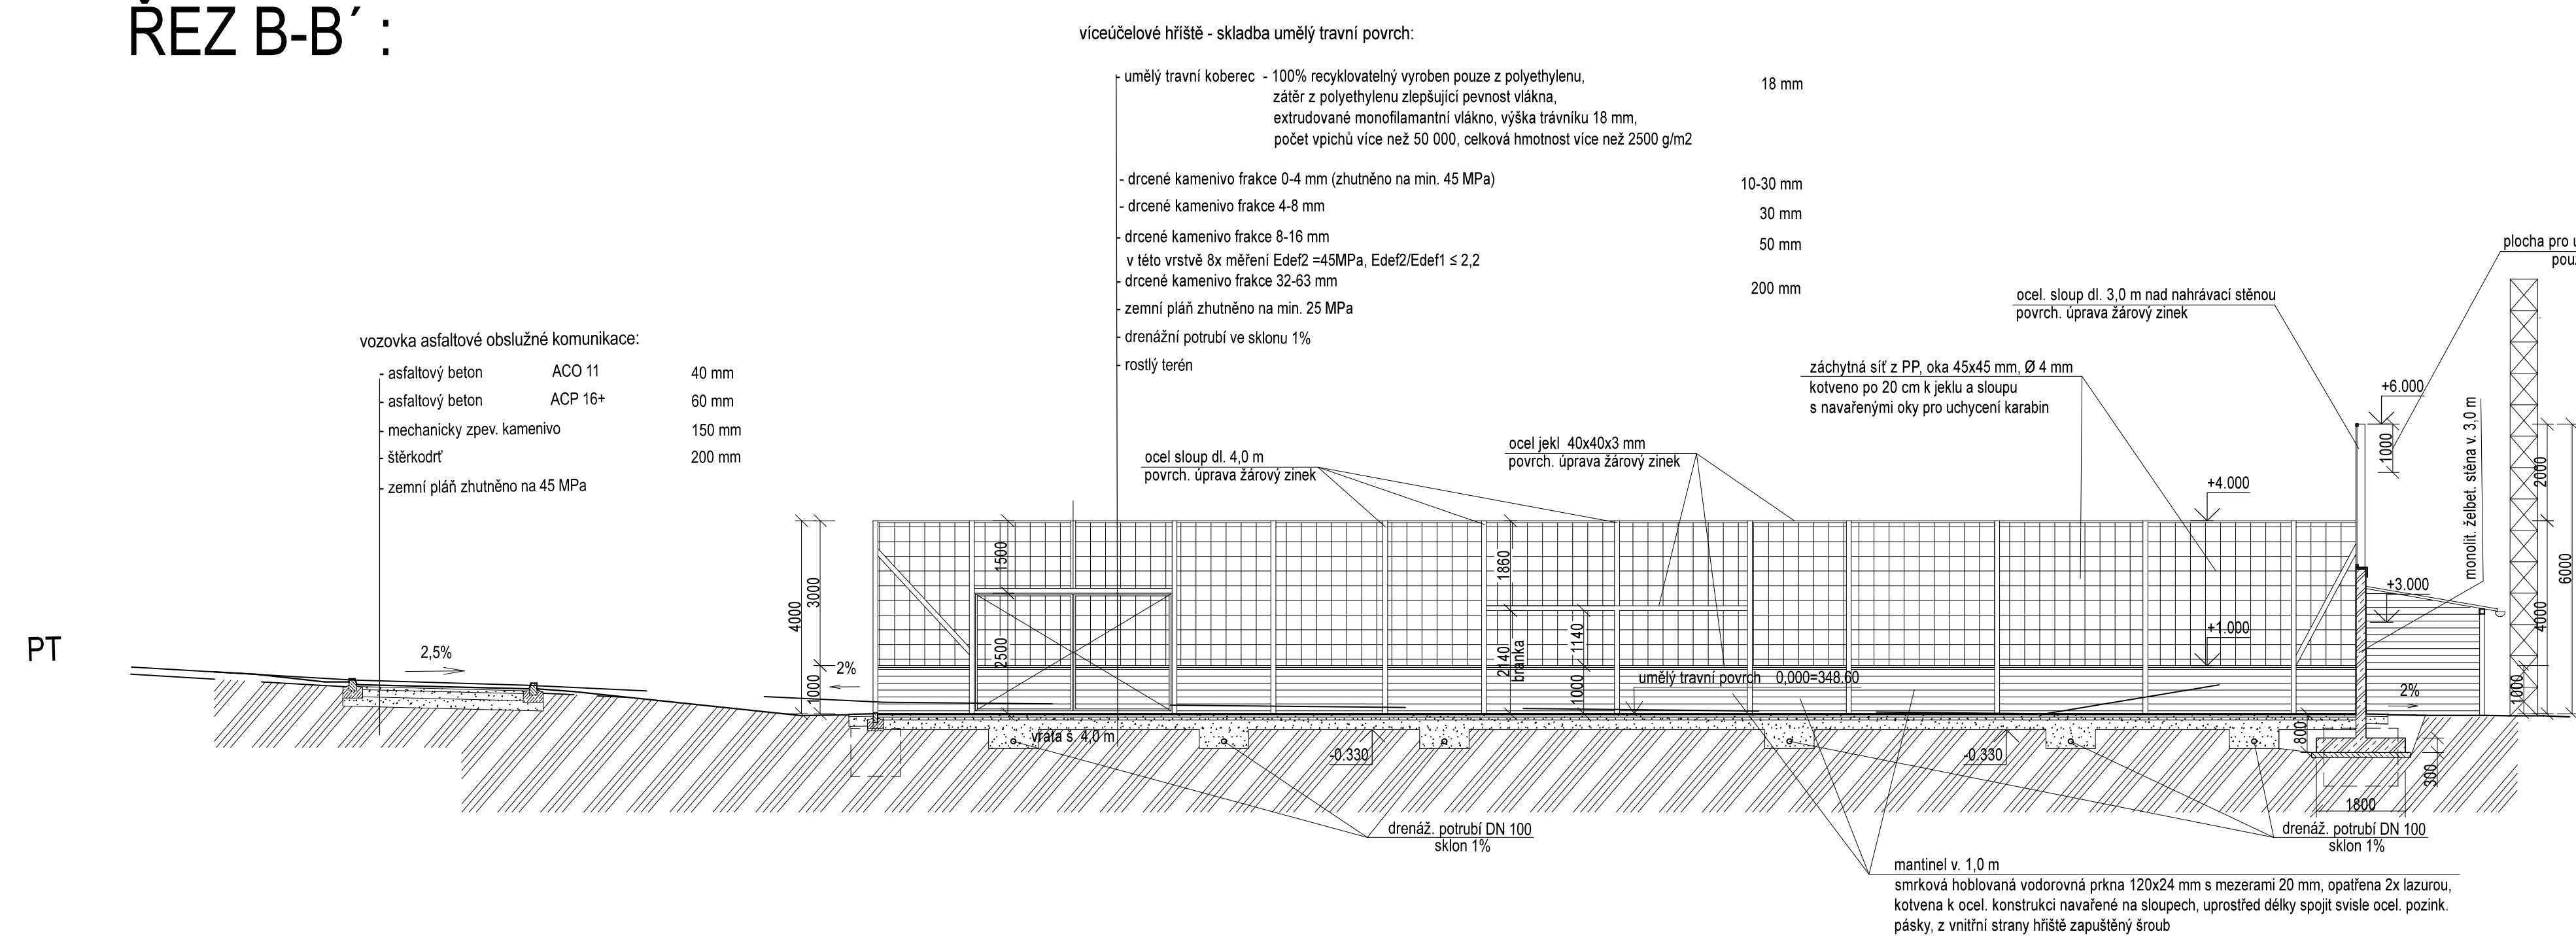 ŘEZ B-B´ :
víceúčelové hříště - skladba umělý travní povrch:
- umělý travní koberec - 100% recyklovatelný vyroben pouze z polyethylenu, 18 mm
zátěr z polyethylenu zlepšující pevnost vlákna,
extrudované monofilamantní vlákno, výška trávníku 18 mm,
počet vpichů více než 50 000, celková hmotnost více než 2500 g/m2
- drcené kamenivo frakce 0-4 mm (zhutněno na min. 45 MPa) 10-30 mm
- drcené kamenivo frakce 4-8 mm 30 mm
- drcené kamenivo frakce 8-16 mm 50 mm
v této vrstvě 8x měření Edef2 =45MPa, Edef2/Edef1 ≤ 2,2
- drcené kamenivo frakce 32-63 mm 200 mm
- zemní pláň zhutněno na min. 25 MPa
- drenážní potrubí ve sklonu 1%
- rostlý terén
vozovka asfaltové obslužné komunikace:
- asfaltový beton ACO 11 40 mm
- asfaltový beton ACP 16+ 60 mm
- mechanicky zpev. kamenivo 150 mm
- štěrkodrť 200 mm
- zemní pláň zhutněno na 45 MPa
plocha pro
ocel. sloup dl. 3,0 m nad nahrávací stěnou
povrch. úprava žárový zinek
záchytná síť z PP, oka 45x45 mm, Ø 4 mm
kotveno po 20 cm k jeklu a sloupu
s navařenými oky pro uchycení karabin
ocel jekl 40x40x3 mm
povrch. úprava žárový zinek
ocel sloup dl. 4,0 m
povrch. úprava žárový zinek
+6.000
1000
monolit. želbet. stěna v. 3,0 m
2000
6000
4000
1000
+4.000
+3.000
+1.000
4000
3000
1000
1500
2500
1860
2140
branka
1140
1000
PT
2,5%
2%
umělý travní povrch 0,000=348.60
2%
vrata š. 4,0 m
-0.330
-0.330
800
300
1800
drenáž. potrubí DN 100
sklon 1%
drenáž. potrubí DN 100
sklon 1%
mantinel v. 1,0 m
smrková hoblovaná vodorovná prkna 120x24 mm s mezerami 20 mm, opatřena 2x lazurou,
kotvena k ocel. konstrukci navařené na sloupech, uprostřed délky spojit svisle ocel. pozink.
pásky, z vnitřní strany hřiště zapuštěný šroub